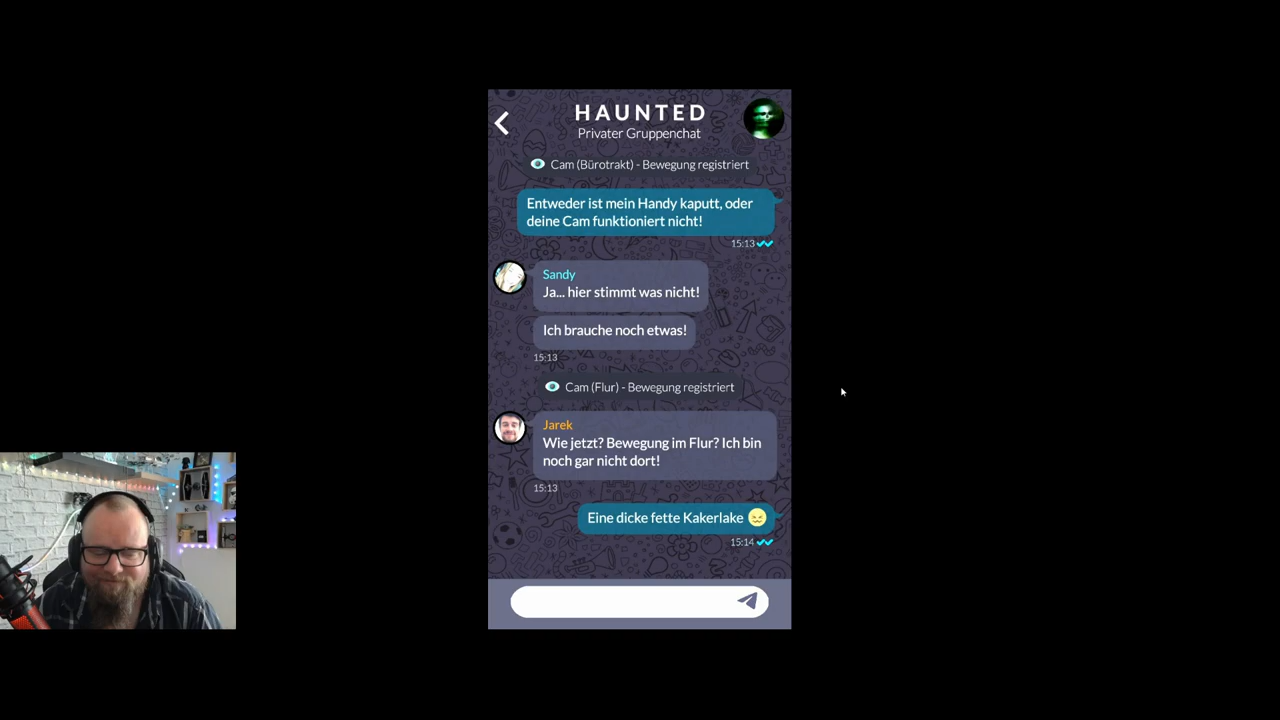 HAUNTED
Privater Gruppenchat
Cam (Bürotrakt) - Bewegung registriert
Entweder ist mein Handy kaputt, oder
deine Cam funktioniert nicht!
15:13
Sandy
Ja... hier stimmt was nicht!
Ich brauche noch etwas!
15:13
Cam (Flur) - Bewegung registriert
Jarek
Wie jetzt? Bewegung im Flur? Ich bin
noch gar nicht dort!
15:13
Eine dicke fette Kakerlake 😖
15:14